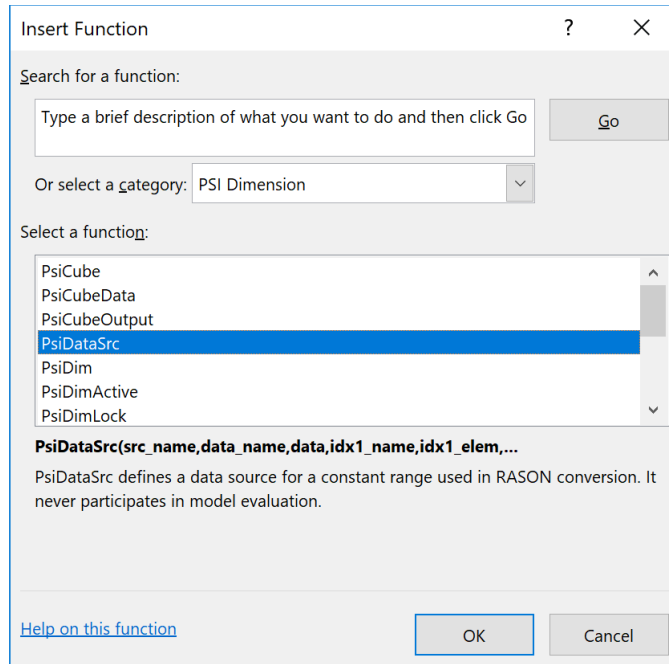 Insert Function
?
Search for a function:
Type a brief description of what you want to do and then click Go
Go
Or select a category: PSI Dimension
Select a function:
PsiCube
PsiCubeData
PsiCubeOutput
PsiDataSrc
PsiDim
PsiDimActive
PsiDimLock
PsiDataSrc(src_name,data_name,data,idx1_name,idx1_elem,...
PsiDataSrc defines a data source for a constant range used in RASON conversion. It
never participates in model evaluation.
Help on this function
OK
Cancel